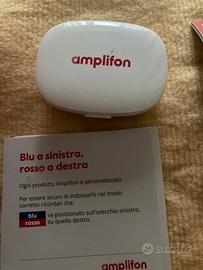 amplifon
Blu a sinistra,
rosso a destra
Ogni prodotto Amplifon è personalizzato.
Per essere sicuro di indossarlo nel modo
corretto ricordati che:
blu
rosso
va posizionato sull'orecchio sinistro,
su quello destro.
Subito
amplifon